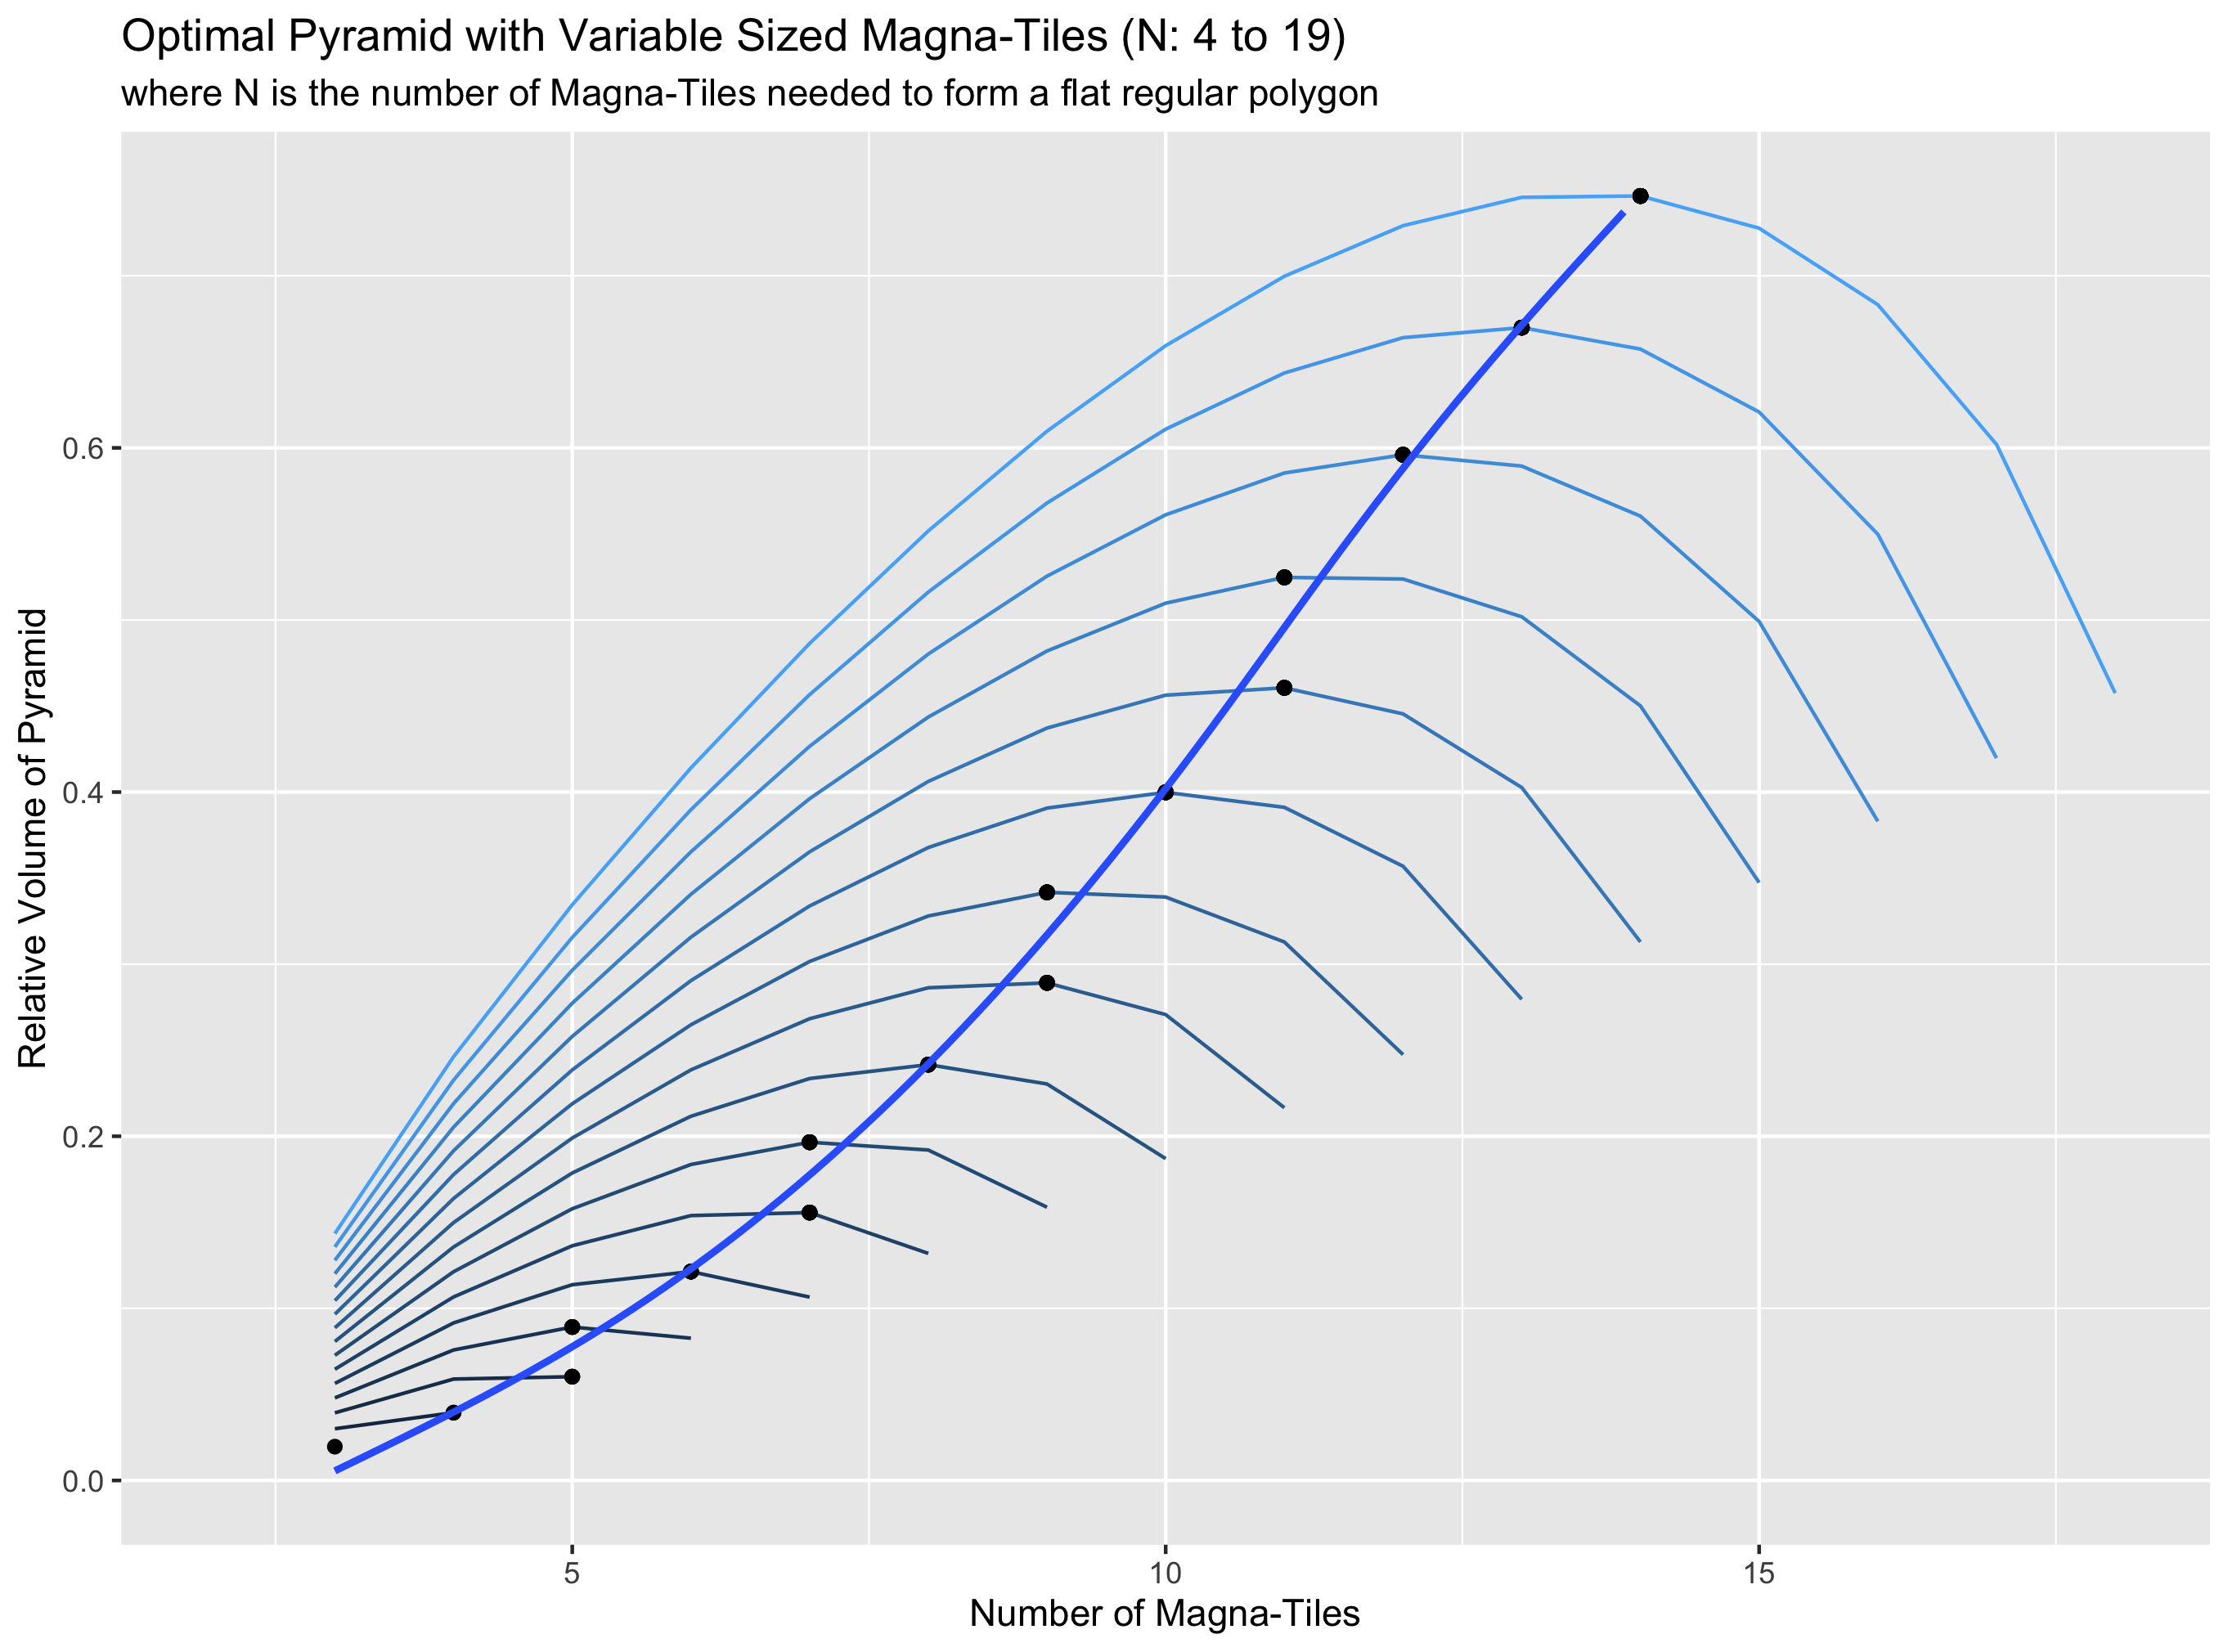 Optimal Pyramid with Variable Sized Magna-Tiles (N: 4 to 19)
where N is the number of Magna-Tiles needed to form a flat regular polygon
Relative Volume of Pyramid
0.6
0.4
0.2
0.0
5
10
15
Number of Magna-Tiles